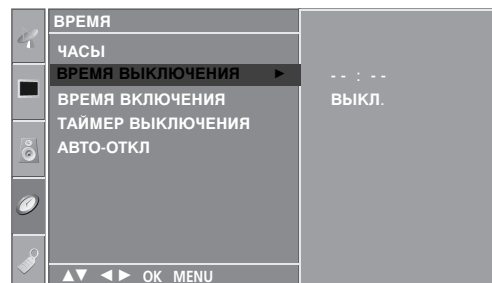 ВРЕМЯ
ЧАСЫ
ВРЕМЯ ВЫКЛЮЧЕНИЯ ►
- - : - -
ВРЕМЯ ВКЛЮЧЕНИЯ
ВЫКЛ.
ТАЙМЕР ВЫКЛЮЧЕНИЯ
АВТО-ОТКЛ
▲▼ ◄► OK MENU